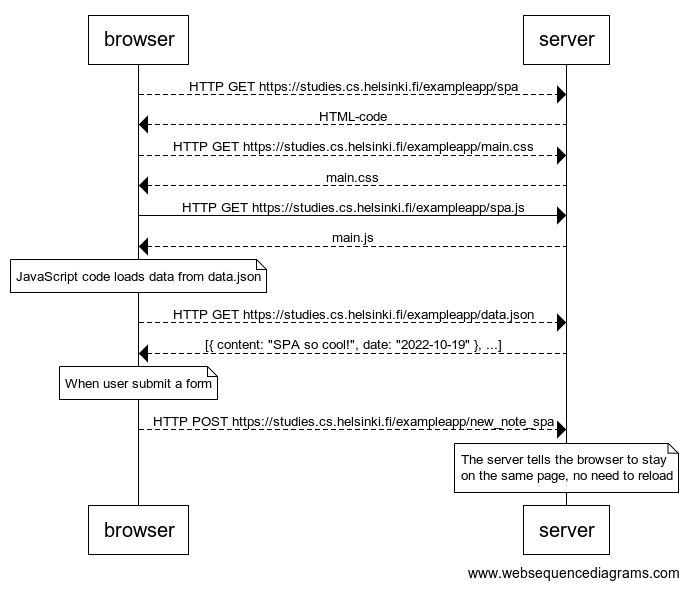 browser
server
HTTP GET https://studies.cs.helsinki.fi/exampleapp/spa
HTML-code
HTTP GET https://studies.cs.helsinki.fi/exampleapp/main.css
main.css
HTTP GET https://studies.cs.helsinki.fi/exampleapp/spa.js
main.js
JavaScript code loads data from data.json
HTTP GET https://studies.cs.helsinki.fi/exampleapp/data.json
[{ content: "SPA so cool!", date: "2022-10-19" }, ...]
When user submit a form
HTTP POST https://studies.cs.helsinki.fi/exampleapp/new_note_spa
The server tells the browser to stay
on the same page, no need to reload
browser
server
www.websequencediagrams.com